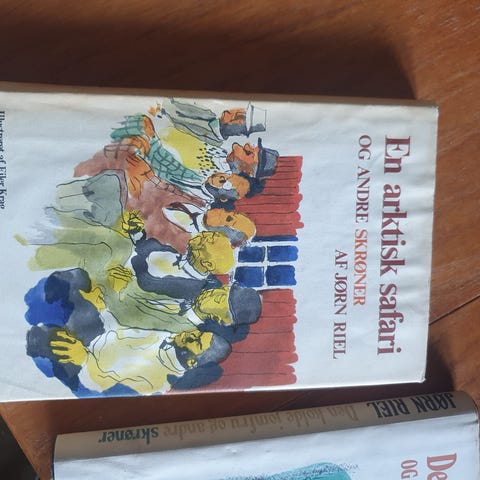 En arktisk safari
OG ANDRE SKRØNER
AF JØRN RIEL
Illustreret af Ejler Krag
JØRN RIEL
Den kolde jomfru og andre
skrøner
De
OG